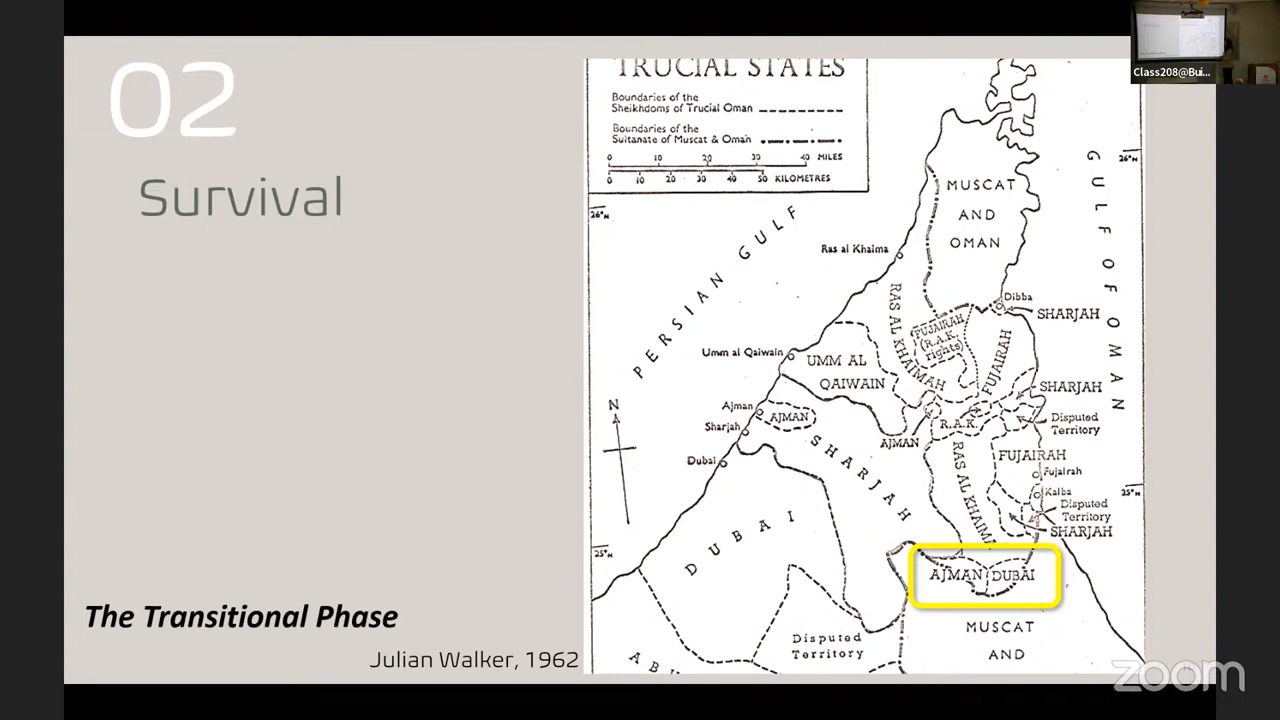 Class208@Bui...
02
Survival
The Transitional Phase
Julian Walker, 1962
TRUCIAL STATES
Boundaries of the
Sheikhdoms of Trucial Oman
Boundaries of the
Sultanate of Muscat & Oman
0 10 20 30 40 MILES
0 10 20 30 40 50 KILOMETRES
26°N
26°N
PERSIAN GULF
GULF OF OMAN
MUSCAT
AND
OMAN
Ras al Khaima
RAS AL KHAIMAH
Dibba
SHARJAH
FUJAIRAH
(R.A.K.
rights)
FUJAIRAH
Umm al Qaiwain
UMM AL
QAIWAIN
SHARJAH
Ajman
AJMAN
Disputed
Territory
Sharjah
SHARJAH
AJMAN
R.A.K.
N
Dubai
DUBAI
RAS AL KHAIMA
FUJAIRAH
Fujairah
25°N
Kalba
Disputed
Territory
SHARJAH
25°N
AJMAN
DUBAI
Disputed
Territory
MUSCAT
AND
ABU
zoom